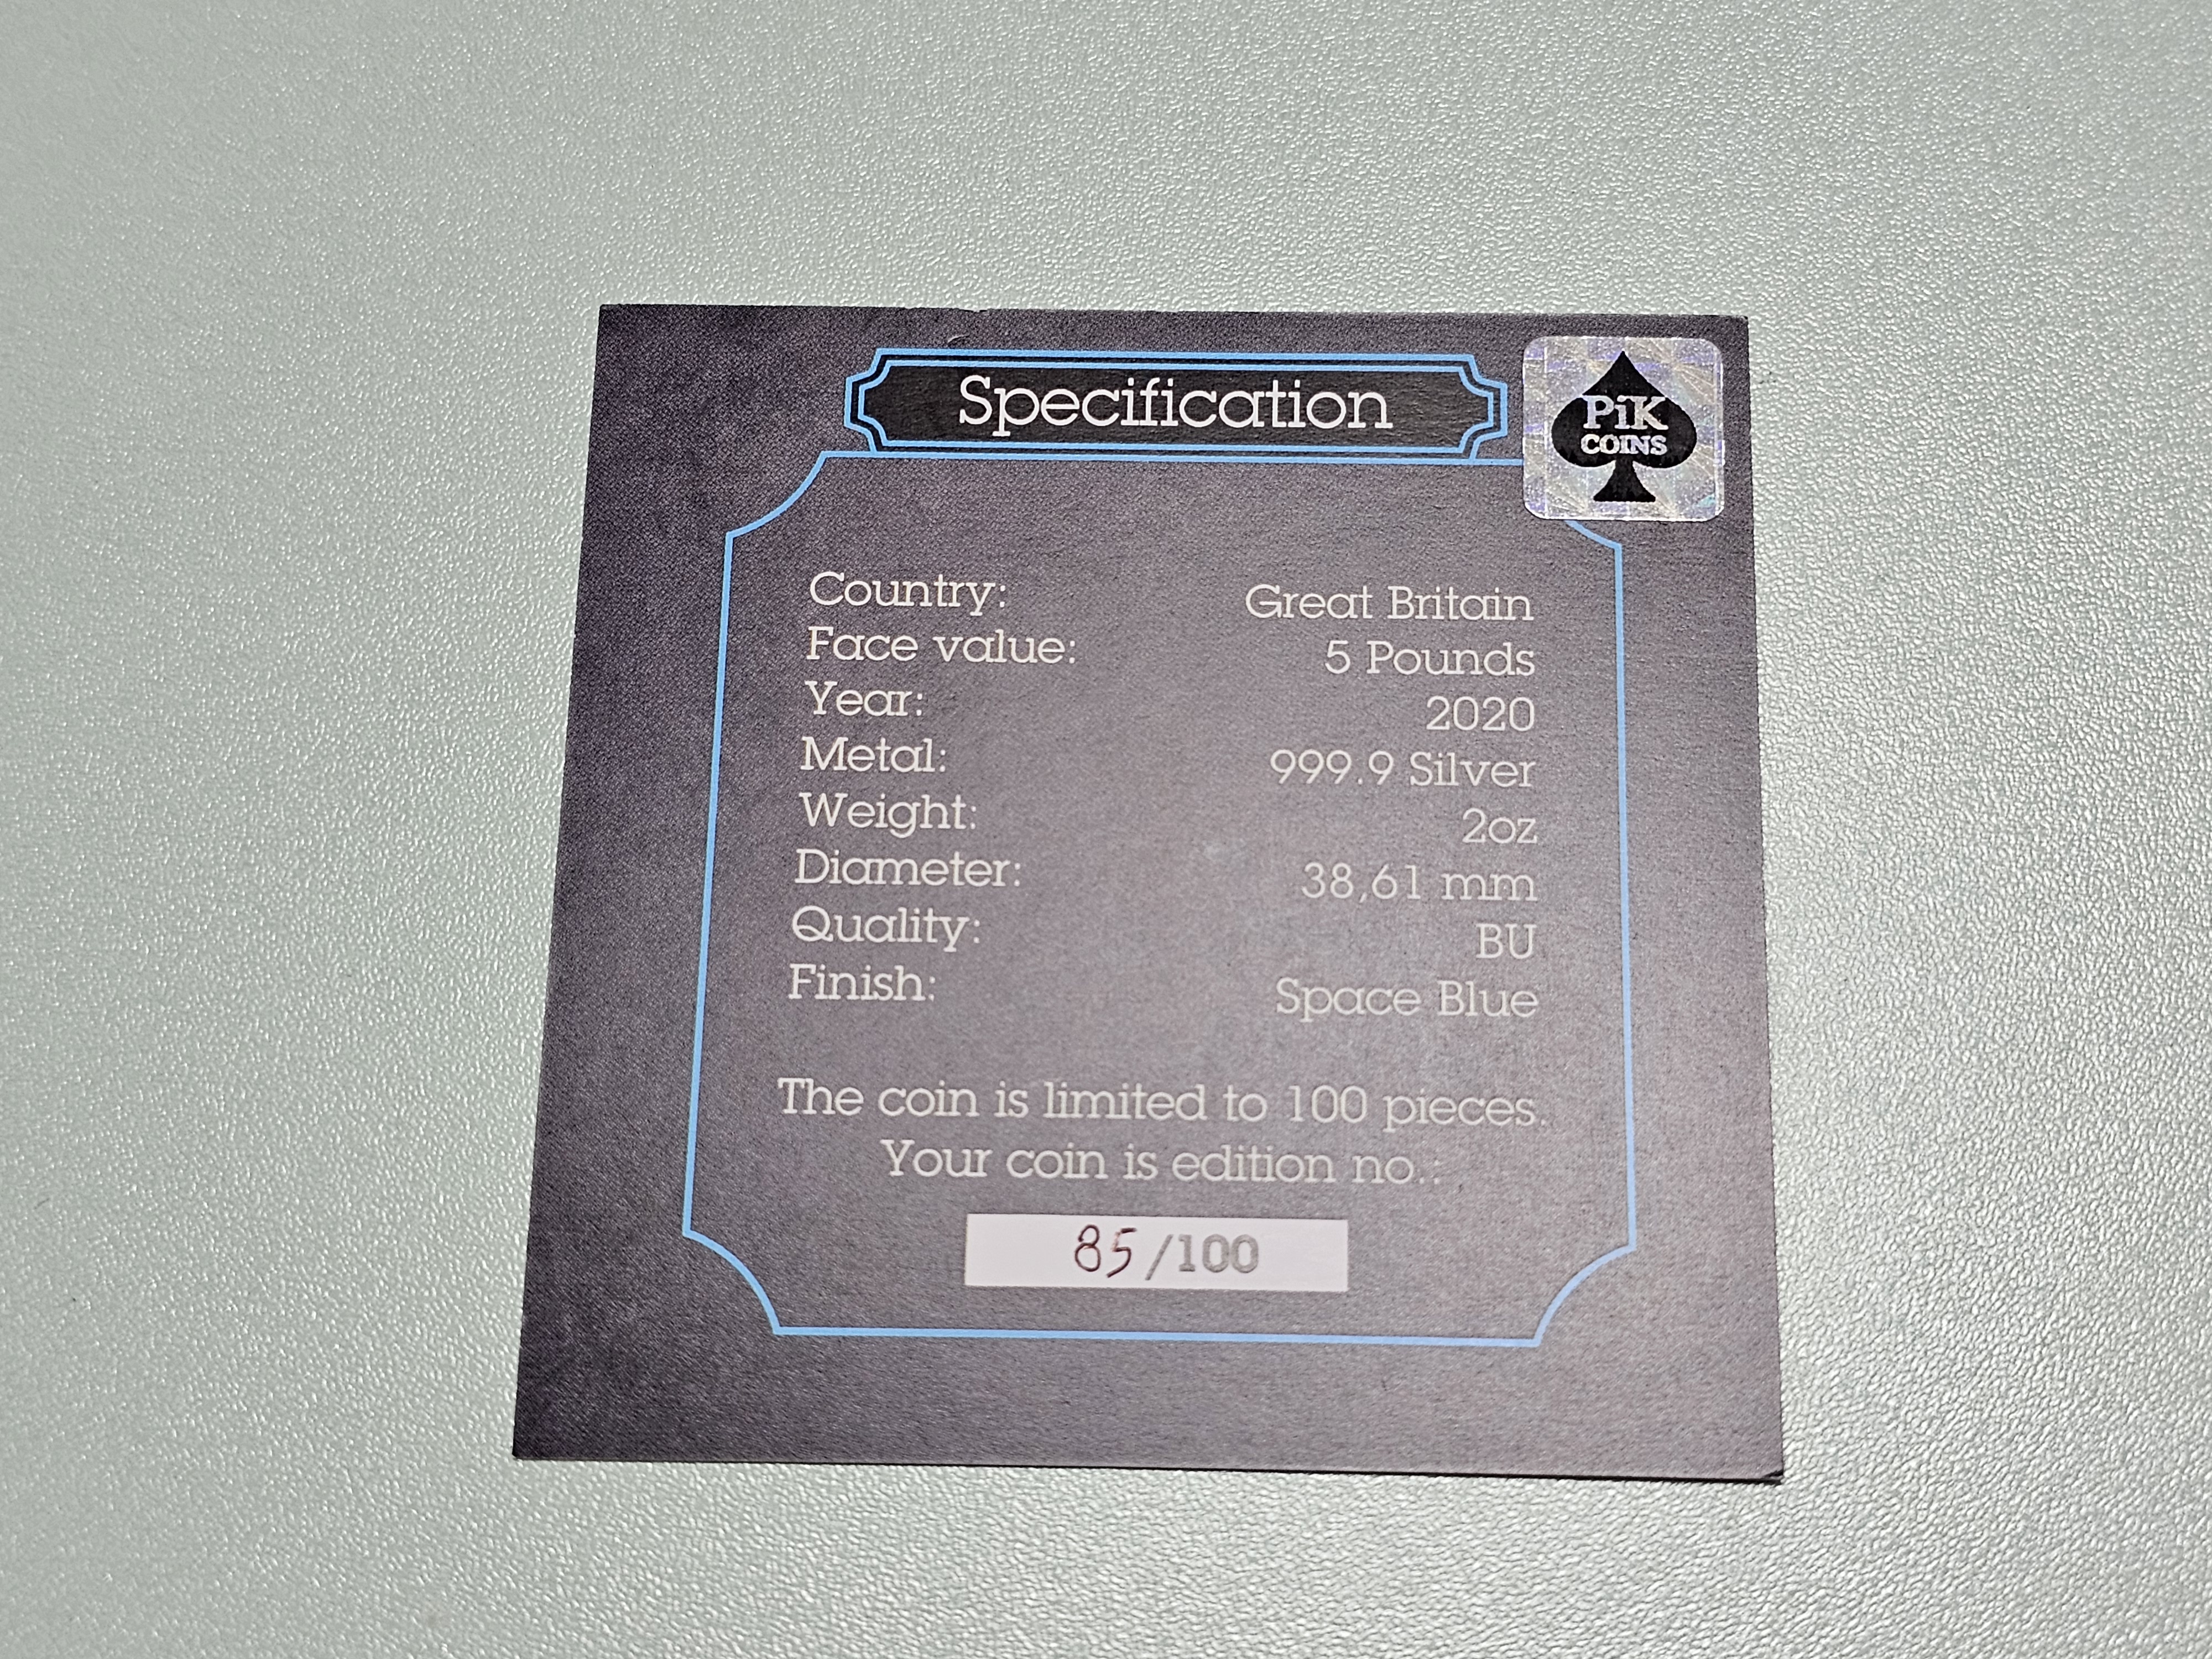 Specification
PiK
COINS
Country: Great Britain
Face value: 5 Pounds
Year: 2020
Metal: 999.9 Silver
Weight: 2oz
Diameter: 38,61 mm
Quality: BU
Finish: Space Blue
The coin is limited to 100 pieces.
Your coin is edition no.:
85/100